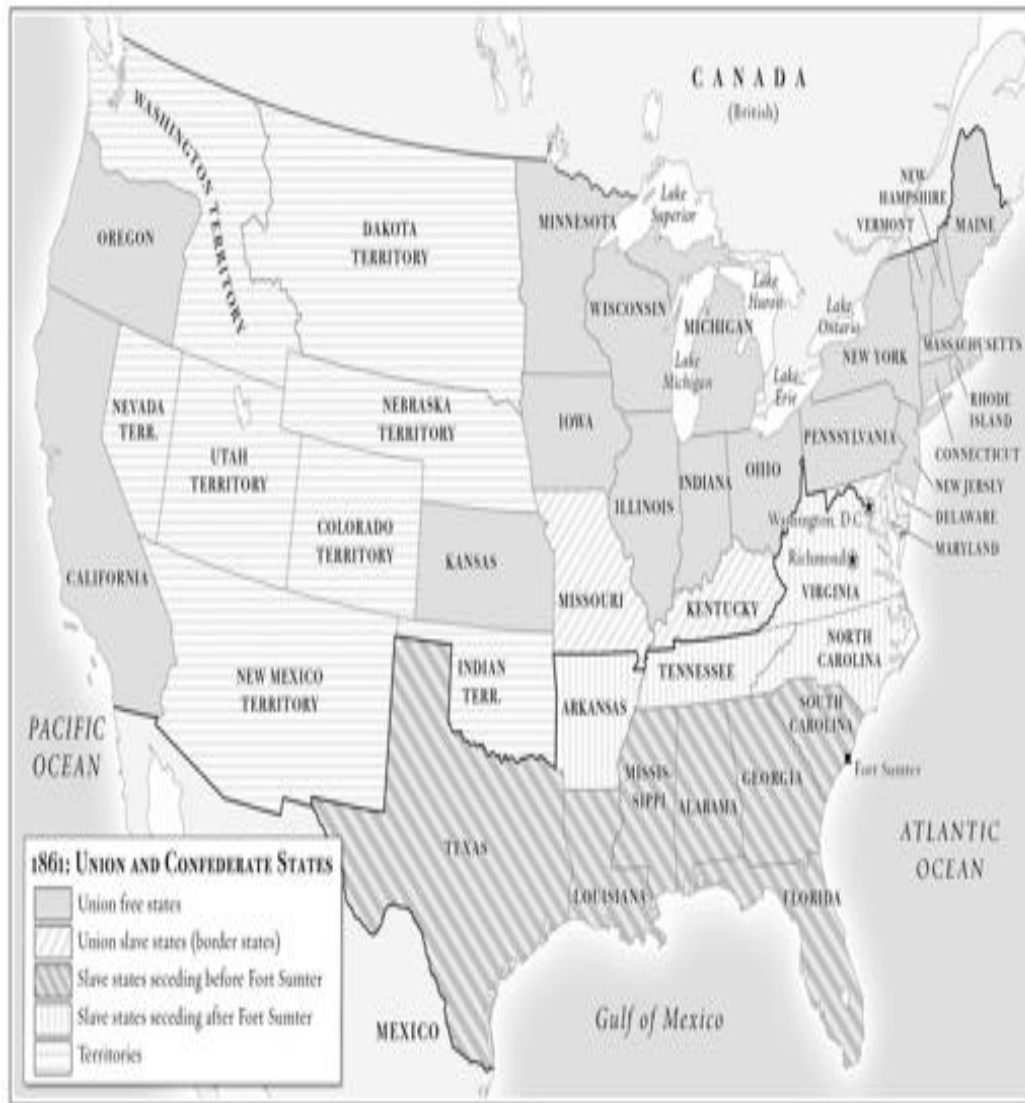 CANADA
(British)
WASHINGTON TERRITORY
NEW
HAMPSHIRE
VERMONT
MAINE
Lake
Superior
MINNESOTA
OREGON
DAKOTA
TERRITORY
WISCONSIN
Lake
Huron
MICHIGAN
Lake
Ontario
NEW YORK
MASSACHUSETTS
Lake
Michigan
Lake
Erie
RHODE
ISLAND
NEVADA
TERR.
NEBRASKA
TERRITORY
IOWA
PENNSYLVANIA
CONNECTICUT
UTAH
TERRITORY
ILLINOIS
INDIANA
OHIO
NEW JERSEY
Washington, D.C.
DELAWARE
COLORADO
TERRITORY
KANSAS
Richmond
MARYLAND
CALIFORNIA
MISSOURI
KENTUCKY
VIRGINIA
NORTH
CAROLINA
NEW MEXICO
TERRITORY
INDIAN
TERR.
TENNESSEE
ARKANSAS
SOUTH
CAROLINA
PACIFIC
OCEAN
MISSIS-
SIPPI
ALABAMA
GEORGIA
Fort Sumter
TEXAS
ATLANTIC
OCEAN
LOUISIANA
FLORIDA
1861: UNION AND CONFEDERATE STATES
Union free states
Union slave states (border states)
Slave states seceding before Fort Sumter
Slave states seceding after Fort Sumter
Territories
MEXICO
Gulf of Mexico